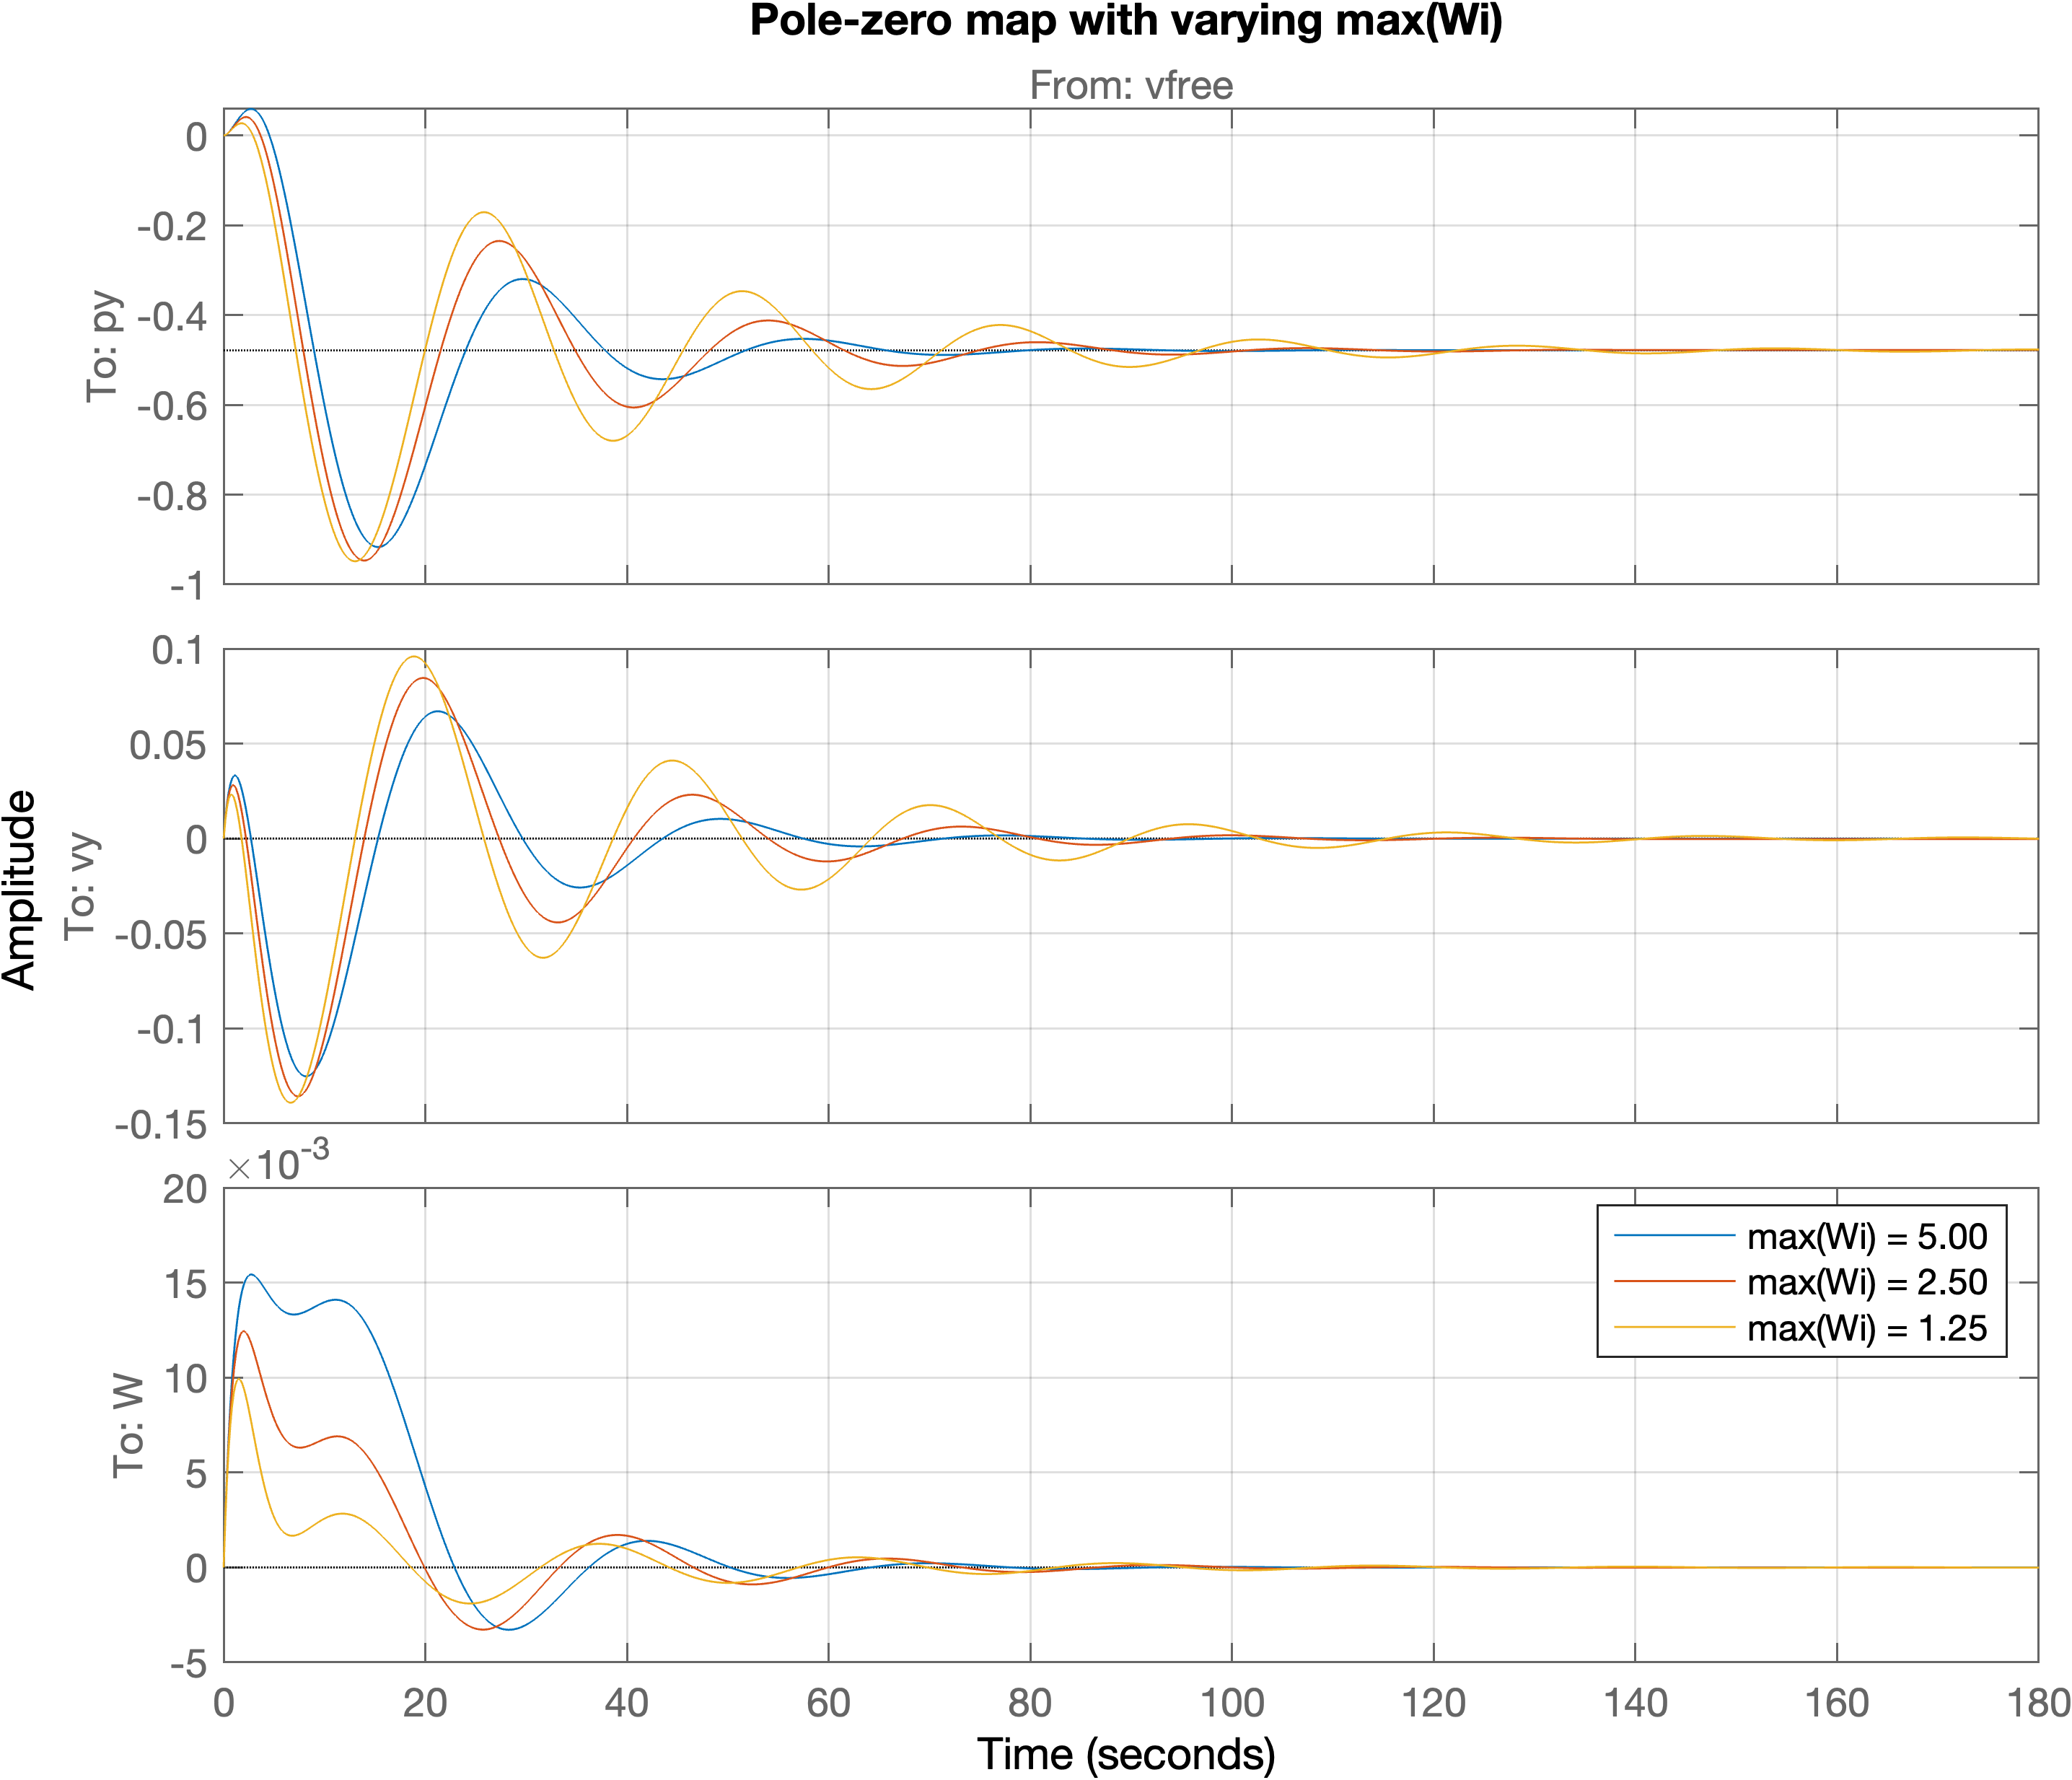 Pole-zero map with varying max(Wi)
From: vfree
0
-0.2
-0.4
-0.6
-0.8
-1
To: py
0.1
0.05
0
-0.05
-0.1
-0.15
To: vy
Amplitude
×10-3
20
15
10
5
0
-5
To: W
max(Wi) = 5.00
max(Wi) = 2.50
max(Wi) = 1.25
0 20 40 60 80 100 120 140 160 180
Time (seconds)